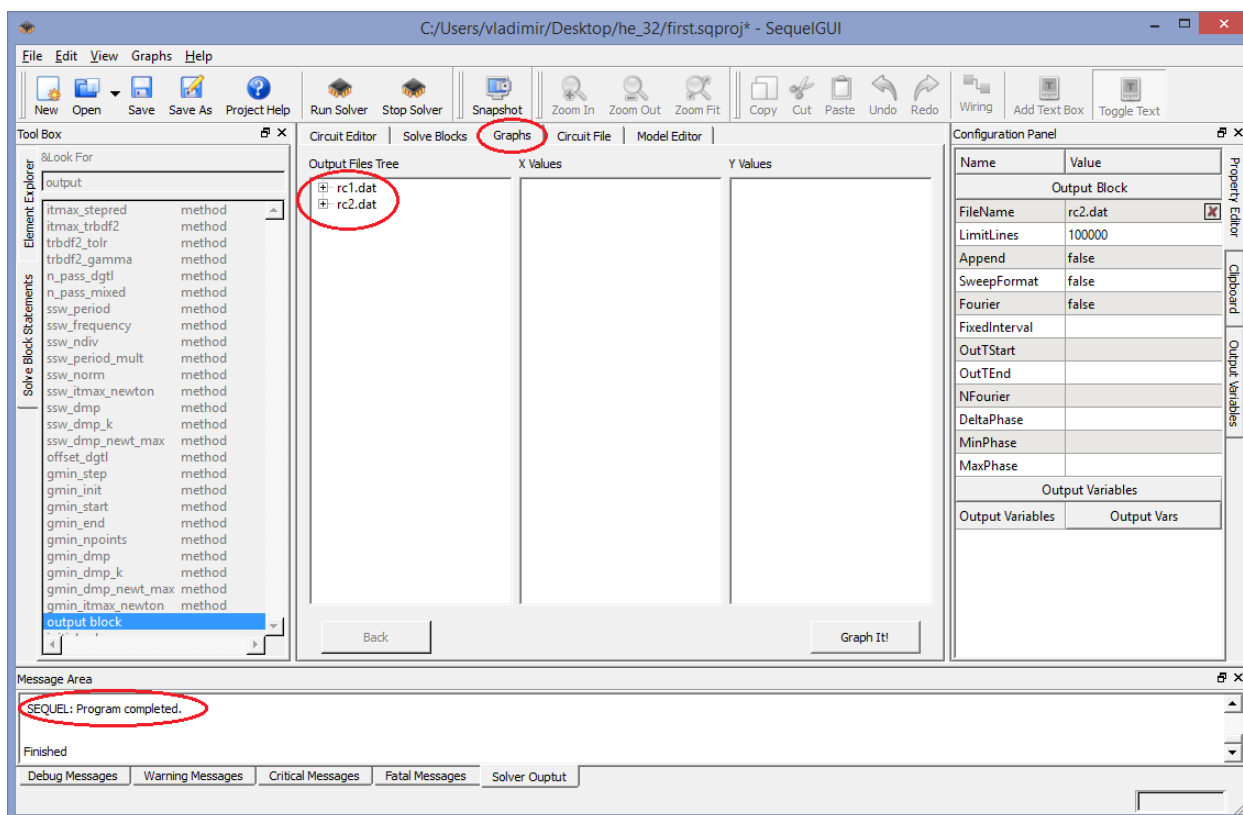 C:/Users/vladimir/Desktop/he_32/first.sqproj* - SequelGUI
File Edit View Graphs Help
New Open Save Save As Project Help Run Solver Stop Solver Snapshot Zoom In Zoom Out Zoom Fit Copy Cut Paste Undo Redo Wiring Add Text Box Toggle Text
Tool Box
Element Explorer
Solve Block Statements
&Look For
output
itmax_stepred method
itmax_trbdf2 method
trbdf2_tolr method
trbdf2_gamma method
n_pass_dgtl method
n_pass_mixed method
ssw_period method
ssw_frequency method
ssw_ndiv method
ssw_period_mult method
ssw_norm method
ssw_itmax_newton method
ssw_dmp method
ssw_dmp_k method
ssw_dmp_newt_max method
offset_dgtl method
gmin_step method
gmin_init method
gmin_start method
gmin_end method
gmin_npoints method
gmin_dmp method
gmin_dmp_k method
gmin_dmp_newt_max method
gmin_itmax_newton method
output block
Circuit Editor Solve Blocks Graphs Circuit File Model Editor
Output Files Tree X Values Y Values
rc1.dat
rc2.dat
Back Graph It!
Configuration Panel
Name Value
Output Block
FileName rc2.dat
LimitLines 100000
Append false
SweepFormat false
Fourier false
FixedInterval
OutTStart
OutTEnd
NFourier
DeltaPhase
MinPhase
MaxPhase
Output Variables
Output Variables Output Vars
Property Editor
Clipboard
Output Variables
Message Area
SEQUEL: Program completed.
Finished
Debug Messages Warning Messages Critical Messages Fatal Messages Solver Ouptut